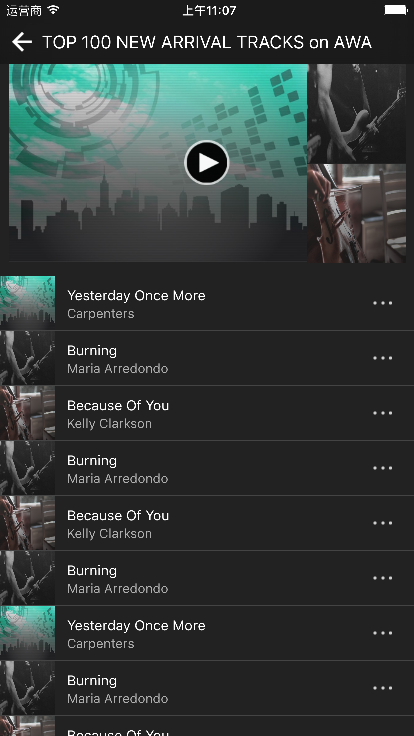 运营商 上午11:07
TOP 100 NEW ARRIVAL TRACKS on AWA
Yesterday Once More
Carpenters
Burning
Maria Arredondo
Because Of You
Kelly Clarkson
Burning
Maria Arredondo
Because Of You
Kelly Clarkson
Burning
Maria Arredondo
Yesterday Once More
Carpenters
Burning
Maria Arredondo
Because Of You